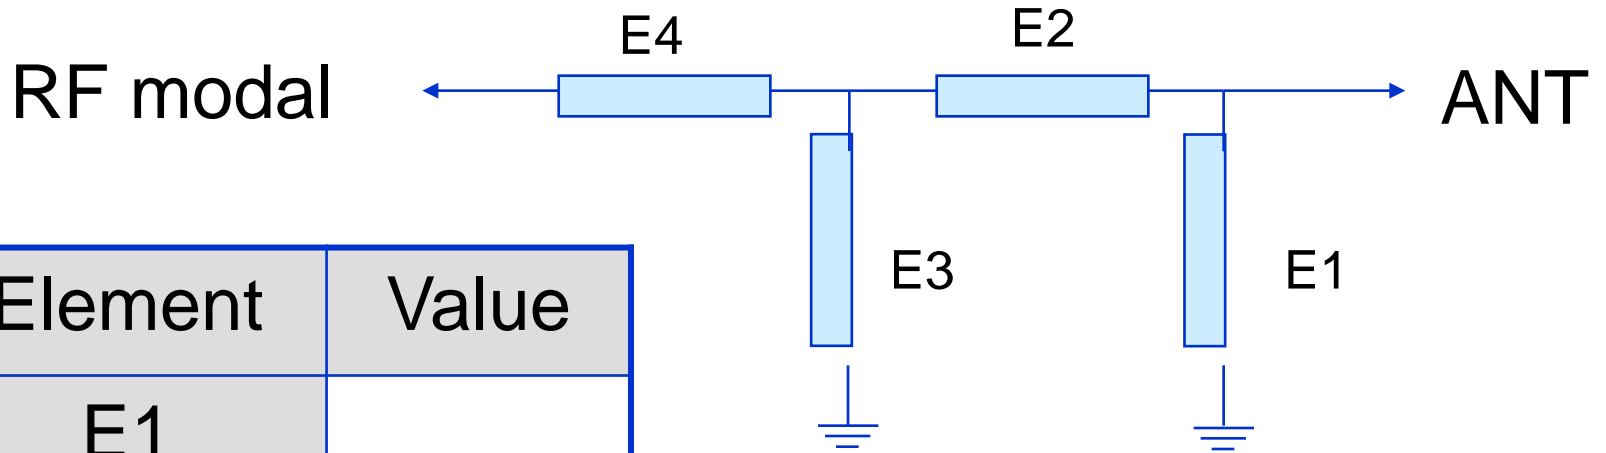 E4
E2
RF modal
ANT
E3
E1
Element
Value
E1